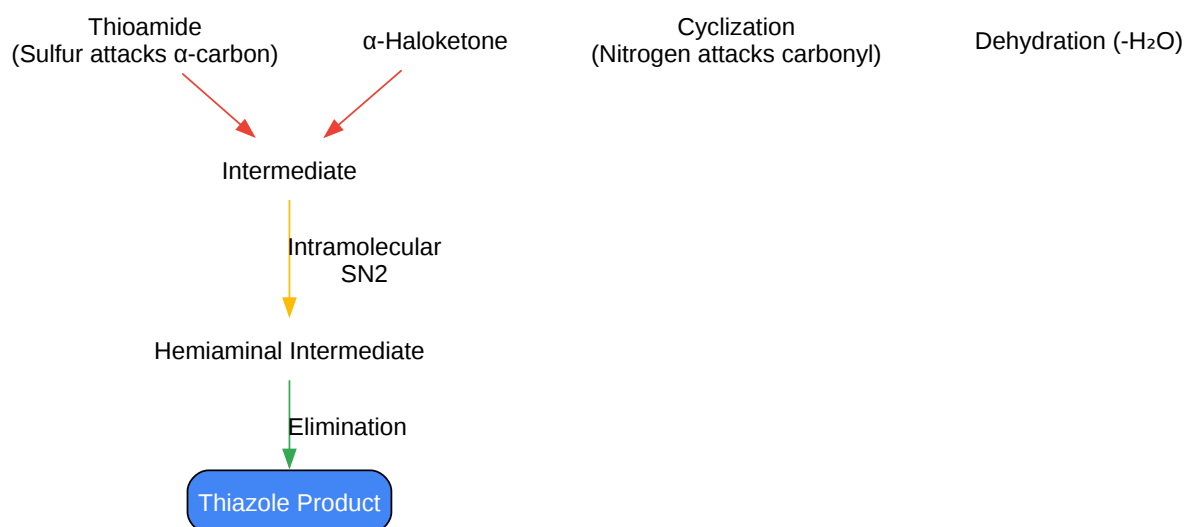 Thioamide
(Sulfur attacks α-carbon)
α-Haloketone
Cyclization
(Nitrogen attacks carbonyl)
Dehydration (-H₂O)
Intermediate
Intramolecular
SN2
Hemiaminal Intermediate
Elimination
Thiazole Product